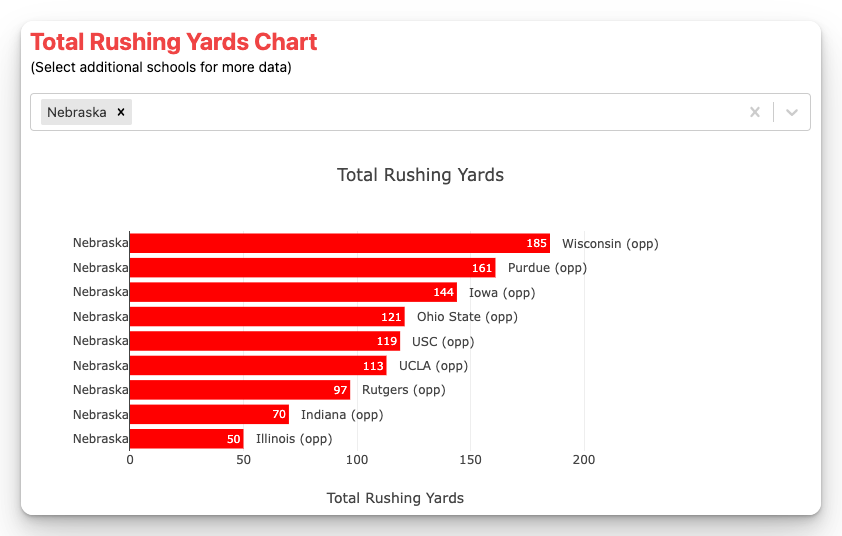 Total Rushing Yards Chart
(Select additional schools for more data)
Nebraska
Total Rushing Yards
Nebraska 185 Wisconsin (opp)
Nebraska 161 Purdue (opp)
Nebraska 144 Iowa (opp)
Nebraska 121 Ohio State (opp)
Nebraska 119 USC (opp)
Nebraska 113 UCLA (opp)
Nebraska 97 Rutgers (opp)
Nebraska 70 Indiana (opp)
Nebraska 50 Illinois (opp)
0 50 100 150 200
Total Rushing Yards